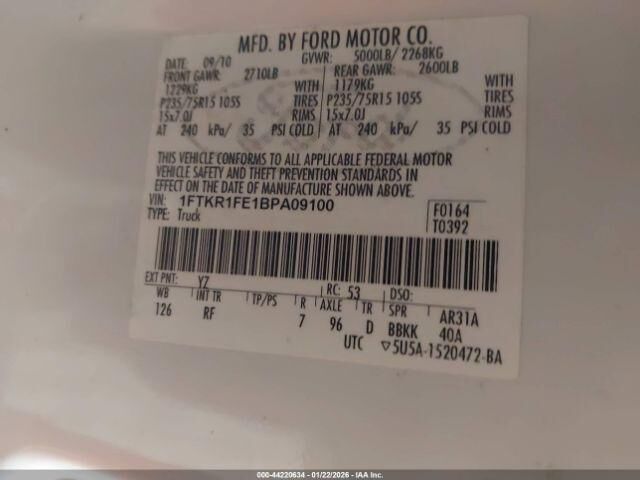 MFD. BY FORD MOTOR CO.
DATE 09/10 GVWR: 5000LB/ 2268KG
FRONT GAWR: 2710LB REAR GAWR: 2600LB
1229KG WITH 1179KG WITH
P235/75R15 105S TIRES P235/75R15 105S TIRES
15x7.0J RIMS 15x7.0J RIMS
AT 240 kPa/ 35 PSI COLD AT 240 kPa/ 35 PSI COLD
THIS VEHICLE CONFORMS TO ALL APPLICABLE FEDERAL MOTOR
VEHICLE SAFETY AND THEFT PREVENTION STANDARDS IN
EFFECT ON THE DATE OF MANUFACTURE SHOWN ABOVE.
VIN: 1FTKR1FE1BPA09100 F0164
TYPE: Truck T0392
EXT PNT: YZ RC: 53 DSO:
WB INT TR TP/PS R AXLE TR SPR AR31A
126 RF 7 96 D BBKK 40A
UTC ▽5U5A-1520472-BA
000-44220634 - 01/22/2026 - IAA Inc.